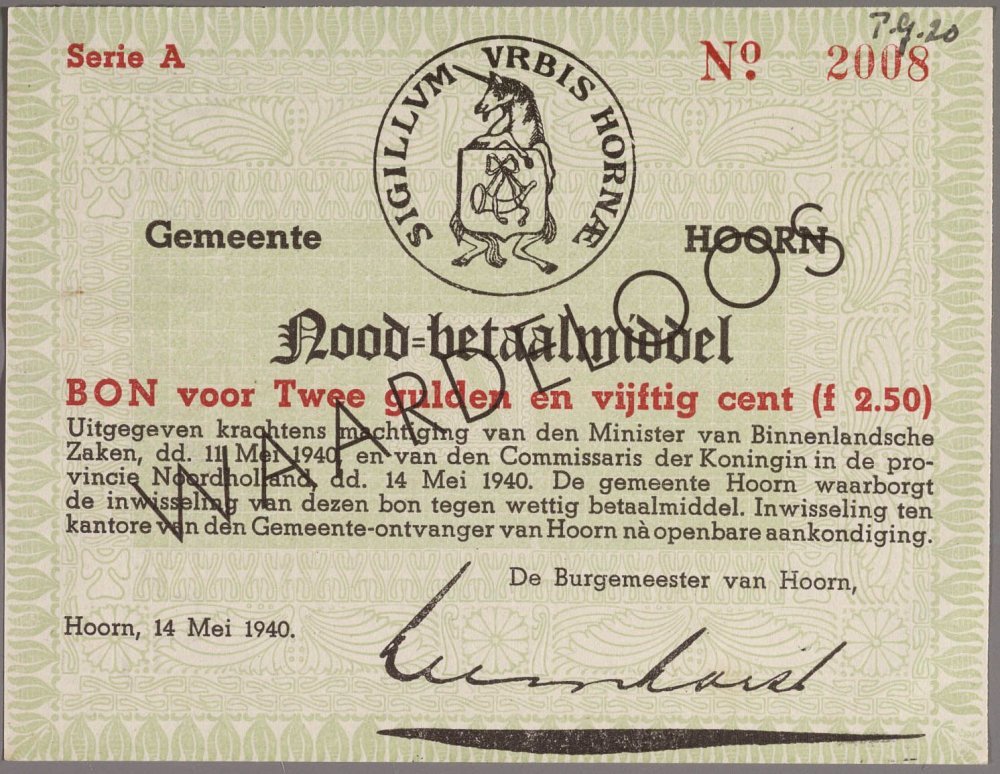 P.G.20
Serie A
Nº 2008
SIGILLVM VRBIS HORNÆ
Gemeente HOORN
Nood=betaalmiddel
BON voor Twee gulden en vijftig cent (f 2.50)
Uitgegeven krachtens machtiging van den Minister van Binnenlandsche
Zaken, dd. 11 Mei 1940 en van den Commissaris der Koningin in de pro-
vincie Noordholland, dd. 14 Mei 1940. De gemeente Hoorn waarborgt
de inwisseling van dezen bon tegen wettig betaalmiddel. Inwisseling ten
kantore van den Gemeente-ontvanger van Hoorn nà openbare aankondiging.
WAARDELOOS
De Burgemeester van Hoorn,
Hoorn, 14 Mei 1940.